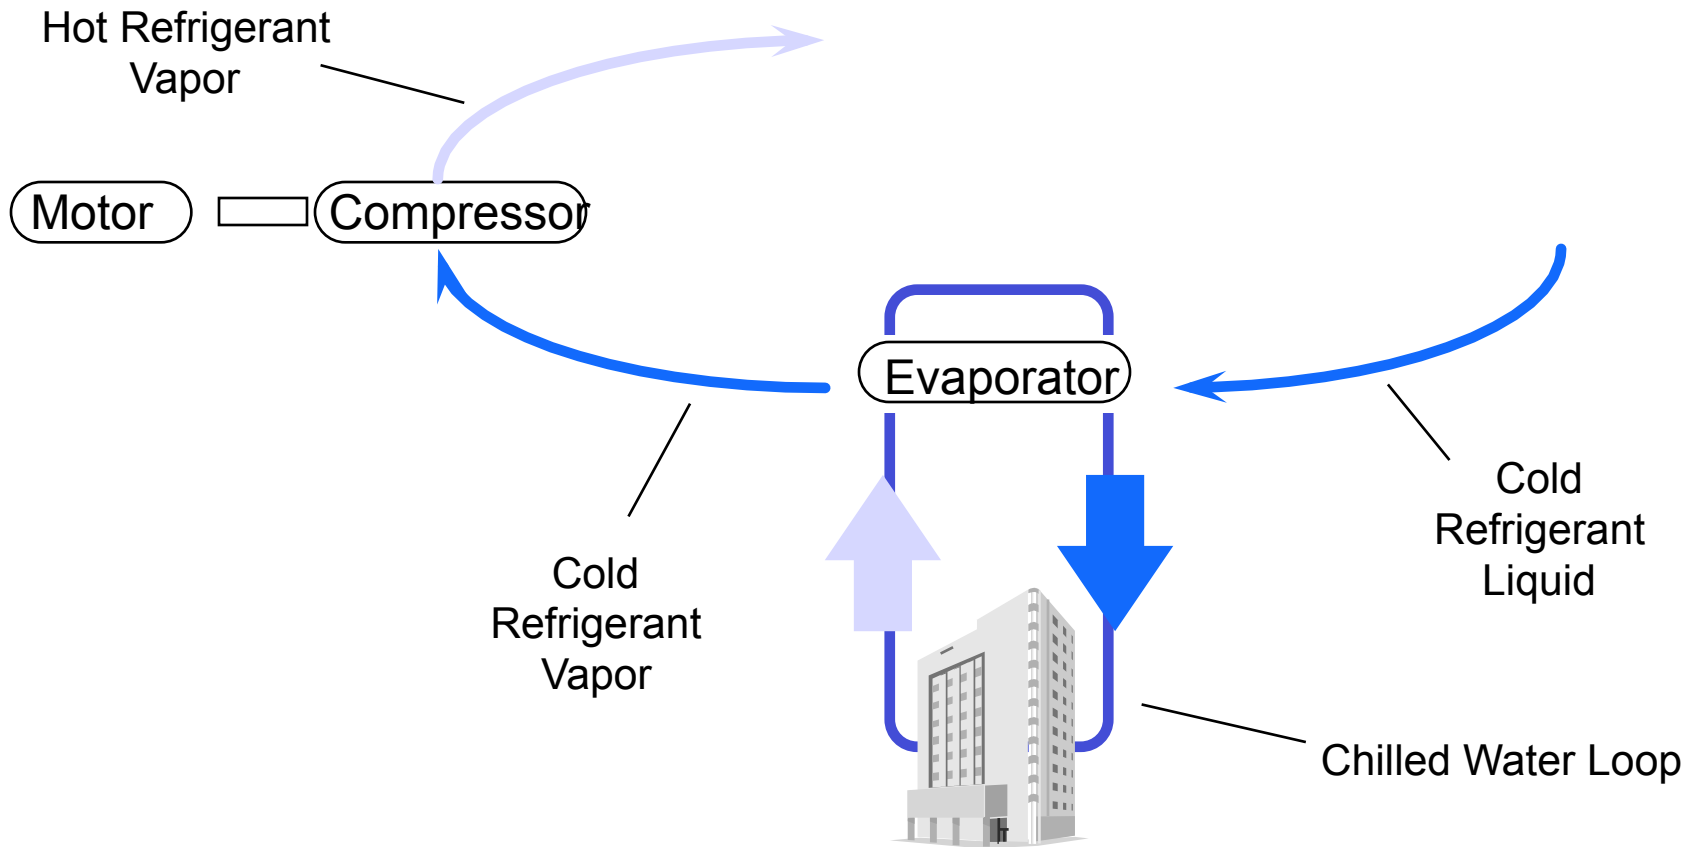 Hot Refrigerant
Vapor
Motor
Compressor
Evaporator
Cold
Refrigerant
Liquid
Cold
Refrigerant
Vapor
Chilled Water Loop